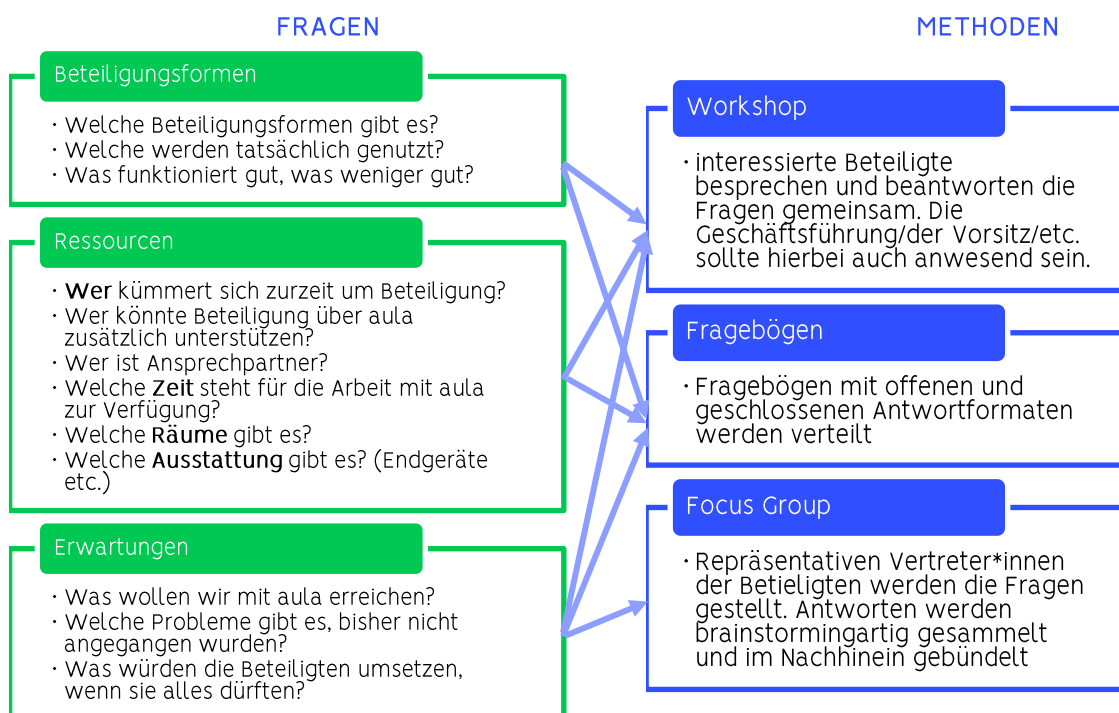 FRAGEN
Beteiligungsformen
· Welche Beteiligungsformen gibt es?
· Welche werden tatsächlich genutzt?
· Was funktioniert gut, was weniger gut?
Ressourcen
· Wer kümmert sich zurzeit um Beteiligung?
· Wer könnte Beteiligung über aula
zusätzlich unterstützen?
· Wer ist Ansprechpartner?
· Welche Zeit steht für die Arbeit mit aula
zur Verfügung?
· Welche Räume gibt es?
· Welche Ausstattung gibt es? (Endgeräte
etc.)
Erwartungen
· Was wollen wir mit aula erreichen?
· Welche Probleme gibt es, bisher nicht
angegangen wurden?
· Was würden die Beteiligten umsetzen,
wenn sie alles dürften?
METHODEN
Workshop
· interessierte Beteiligte
besprechen und beantworten die
Fragen gemeinsam. Die
Geschäftsführung/der Vorsitz/etc.
sollte hierbei auch anwesend sein.
Fragebögen
· Fragebögen mit offenen und
geschlossenen Antwortformaten
werden verteilt
Focus Group
· Repräsentativen Vertreter*innen
der Betieligten werden die Fragen
gestellt. Antworten werden
brainstormingartig gesammelt
und im Nachhinein gebündelt